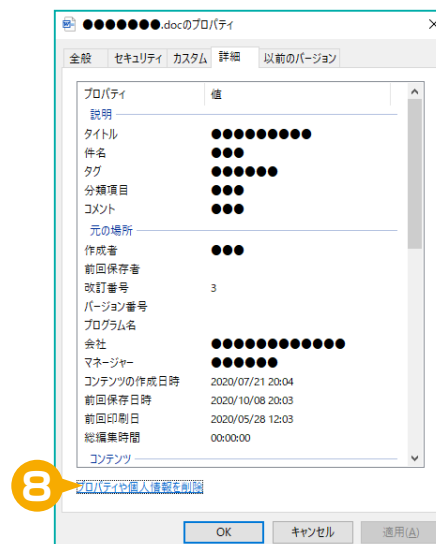 ●●●●●●●.docのプロパティ
全般 セキュリティ カスタム 詳細 以前のバージョン
プロパティ 値
説明
タイトル ●●●●●●●●●
件名 ●●●
タグ ●●●●●●
分類項目 ●●●
コメント ●●●
元の場所
作成者 ●●●
前回保存者
改訂番号 3
バージョン番号
プログラム名
会社 ●●●●●●●●●●●●
マネージャー ●●●●●●
コンテンツの作成日時 2020/07/21 20:04
前回保存日時 2020/10/08 20:03
前回印刷日 2020/05/28 12:03
総編集時間 00:00:00
コンテンツ
8 プロパティや個人情報を削除
OK キャンセル 適用(A)